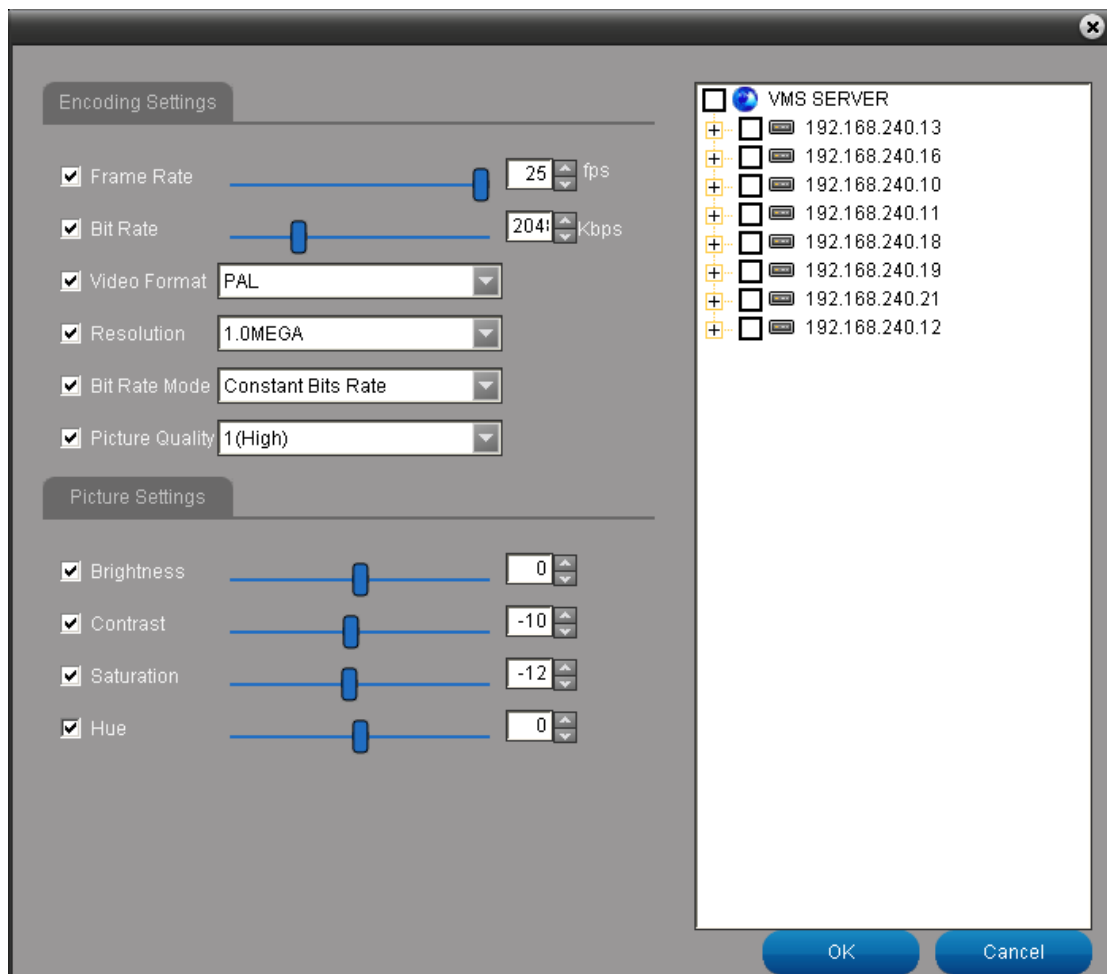 Encoding Settings
Frame Rate 25 fps
Bit Rate 204 Kbps
Video Format PAL
Resolution 1.0MEGA
Bit Rate Mode Constant Bits Rate
Picture Quality 1(High)
Picture Settings
Brightness 0
Contrast -10
Saturation -12
Hue 0
VMS SERVER
192.168.240.13
192.168.240.16
192.168.240.10
192.168.240.11
192.168.240.18
192.168.240.19
192.168.240.21
192.168.240.12
OK Cancel